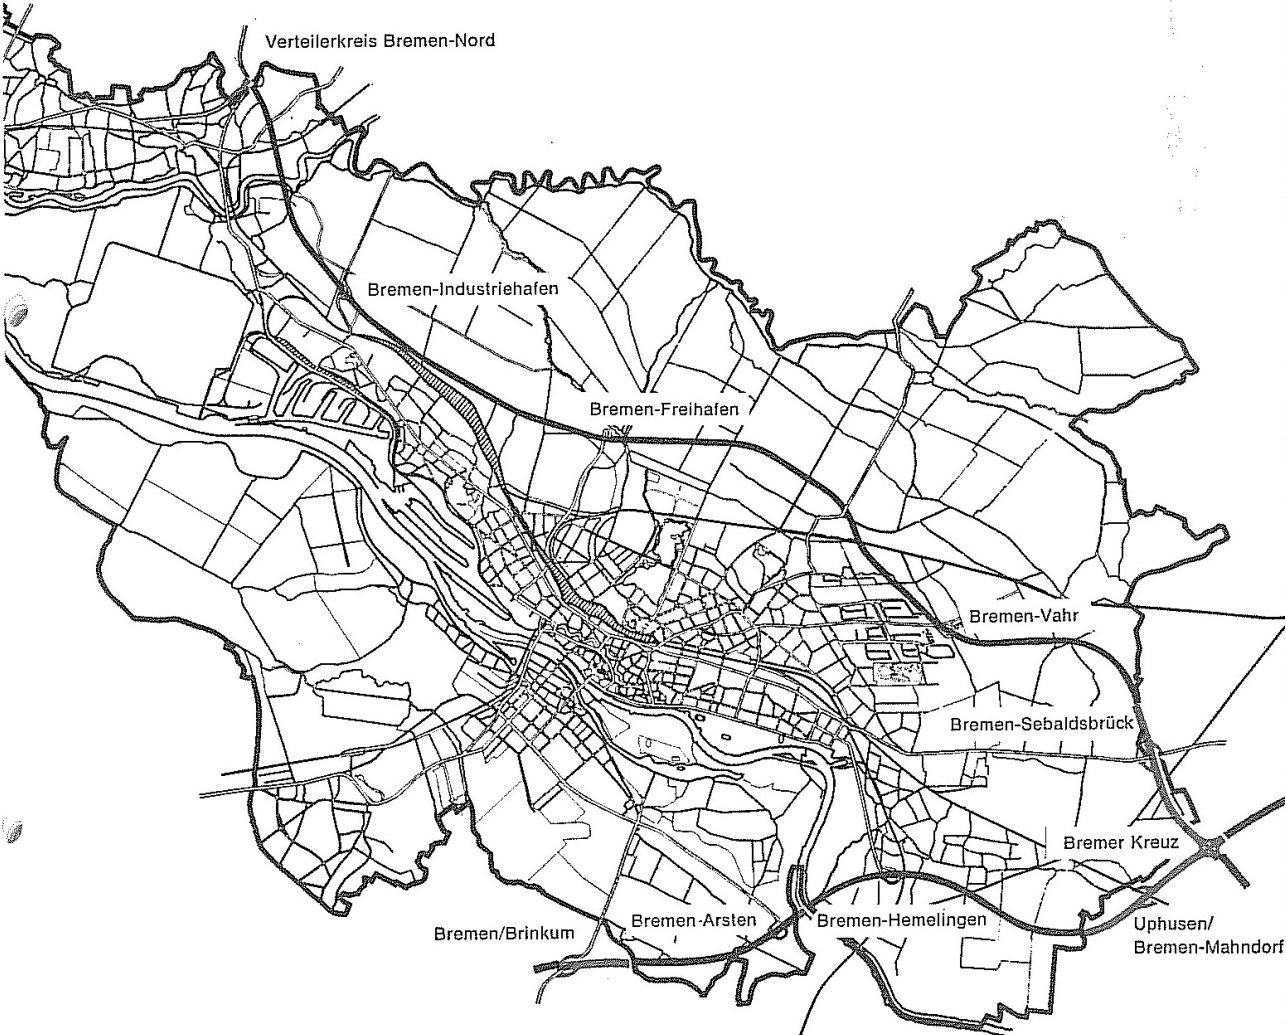 Verteilerkreis Bremen-Nord
Bremen-Industriehafen
Bremen-Freihafen
Bremen-Vahr
Bremen-Sebaldsbrück
Bremer Kreuz
Bremen-Arsten
Bremen-Hemelingen
Bremen/Brinkum
Uphusen/
Bremen-Mahndorf